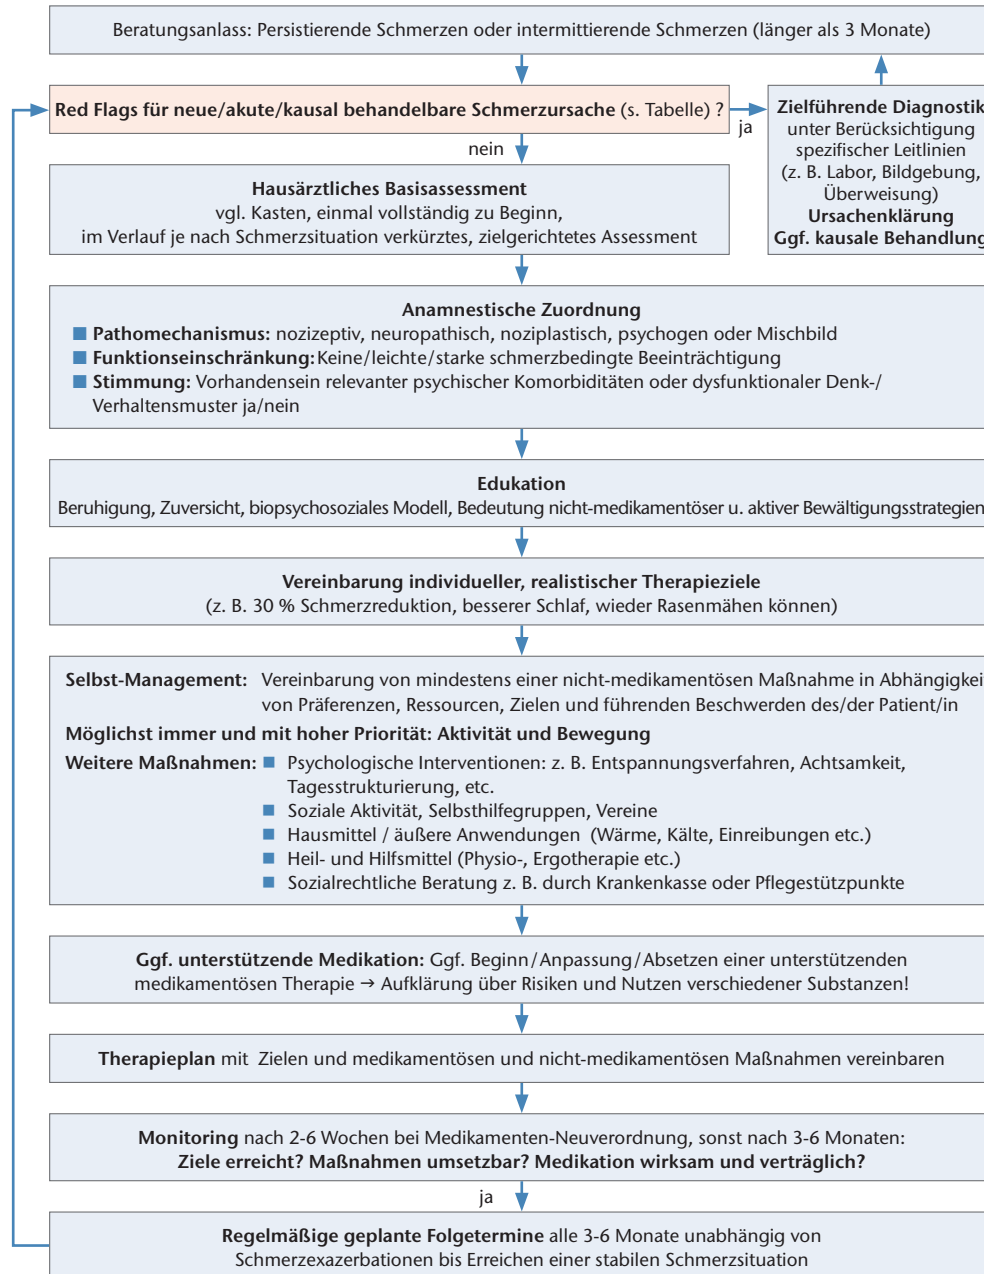 Beratungsanlass: Persistierende Schmerzen oder intermittierende Schmerzen (länger als 3 Monate)
Red Flags für neue/akute/kausal behandelbare Schmerzursache (s. Tabelle) ?
ja
nein
Zielführende Diagnostik
unter Berücksichtigung
spezifischer Leitlinien
(z. B. Labor, Bildgebung,
Überweisung)
Ursachenklärung
Ggf. kausale Behandlung
Hausärztliches Basisassessment
vgl. Kasten, einmal vollständig zu Beginn,
im Verlauf je nach Schmerzsituation verkürztes, zielgerichtetes Assessment
Anamnestische Zuordnung
■ Pathomechanismus: nozizeptiv, neuropathisch, noziplastisch, psychogen oder Mischbild
■ Funktionseinschränkung: Keine/leichte/starke schmerzbedingte Beeinträchtigung
■ Stimmung: Vorhandensein relevanter psychischer Komorbiditäten oder dysfunktionaler Denk-/
Verhaltensmuster ja/nein
Edukation
Beruhigung, Zuversicht, biopsychosoziales Modell, Bedeutung nicht-medikamentöser u. aktiver Bewältigungsstrategien
Vereinbarung individueller, realistischer Therapieziele
(z. B. 30 % Schmerzreduktion, besserer Schlaf, wieder Rasenmähen können)
Selbst-Management: Vereinbarung von mindestens einer nicht-medikamentösen Maßnahme in Abhängigkei
von Präferenzen, Ressourcen, Zielen und führenden Beschwerden des/der Patient/in
Möglichst immer und mit hoher Priorität: Aktivität und Bewegung
Weitere Maßnahmen: ■ Psychologische Interventionen: z. B. Entspannungsverfahren, Achtsamkeit,
Tagesstrukturierung, etc.
■ Soziale Aktivität, Selbsthilfegruppen, Vereine
■ Hausmittel / äußere Anwendungen (Wärme, Kälte, Einreibungen etc.)
■ Heil- und Hilfsmittel (Physio-, Ergotherapie etc.)
■ Sozialrechtliche Beratung z. B. durch Krankenkasse oder Pflegestützpunkte
Ggf. unterstützende Medikation: Ggf. Beginn/Anpassung/Absetzen einer unterstützenden
medikamentösen Therapie → Aufklärung über Risiken und Nutzen verschiedener Substanzen!
Therapieplan mit Zielen und medikamentösen und nicht-medikamentösen Maßnahmen vereinbaren
Monitoring nach 2-6 Wochen bei Medikamenten-Neuverordnung, sonst nach 3-6 Monaten:
Ziele erreicht? Maßnahmen umsetzbar? Medikation wirksam und verträglich?
ja
Regelmäßige geplante Folgetermine alle 3-6 Monate unabhängig von
Schmerzexazerbationen bis Erreichen einer stabilen Schmerzsituation